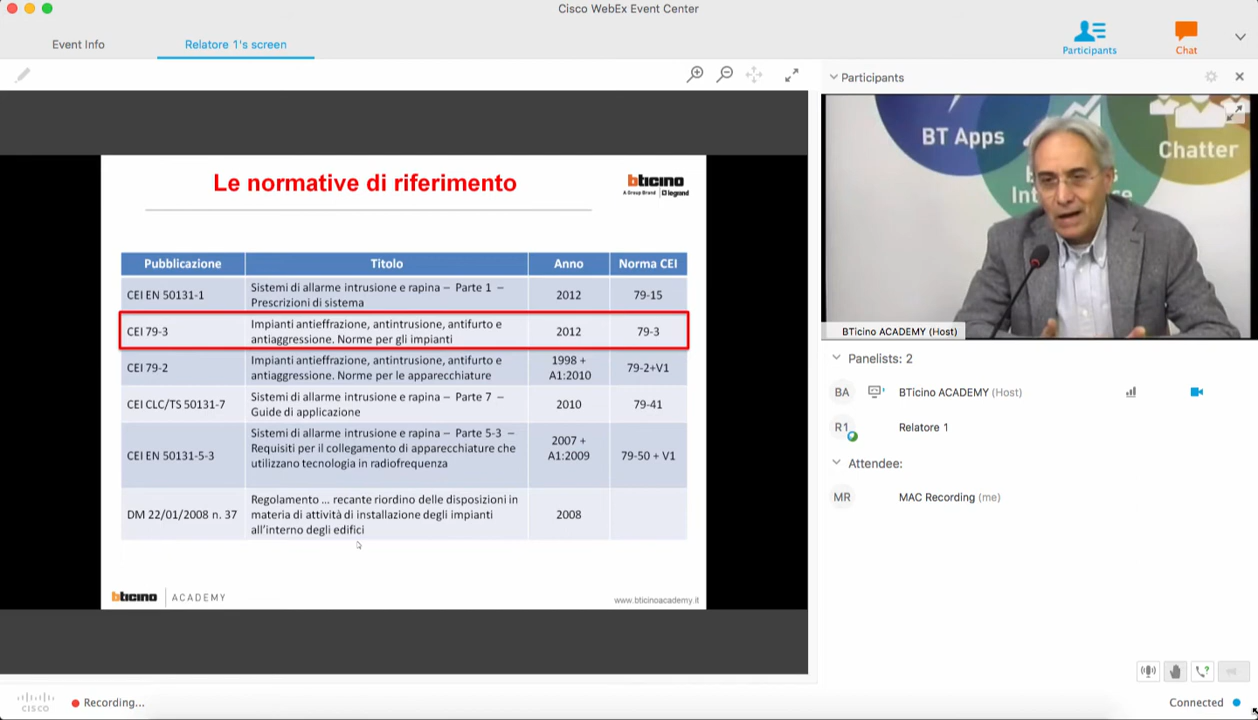 Cisco WebEx Event Center
Event Info
Relatore 1's screen
Participants
Chat
Participants
Le normative di riferimento
bticino
A Group Brand | legrand
Pubblicazione Titolo Anno Norma CEI
CEI EN 50131-1
Sistemi di allarme intrusione e rapina – Parte 1 –
Prescrizioni di sistema
2012
79-15
CEI 79-3
Impianti antieffrazione, antintrusione, antifurto e
antiaggressione. Norme per gli impianti
2012
79-3
CEI 79-2
Impianti antieffrazione, antintrusione, antifurto e
antiaggressione. Norme per le apparecchiature
1998 +
A1:2010
79-2+V1
CEI CLC/TS 50131-7
Sistemi di allarme intrusione e rapina – Parte 7 –
Guide di applicazione
2010
79-41
CEI EN 50131-5-3
Sistemi di allarme intrusione e rapina – Parte 5-3 –
Requisiti per il collegamento di apparecchiature che
utilizzano tecnologia in radiofrequenza
2007 +
A1:2009
79-50 + V1
DM 22/01/2008 n. 37
Regolamento ... recante riordino delle disposizioni in
materia di attività di installazione degli impianti
all'interno degli edifici
2008
bticino ACADEMY
www.bticinoacademy.it
BT Apps
Chatter
BTicino ACADEMY (Host)
Panelists: 2
BA BTicino ACADEMY (Host)
R1 Relatore 1
Attendee:
MR MAC Recording (me)
CISCO
Recording...
Connected